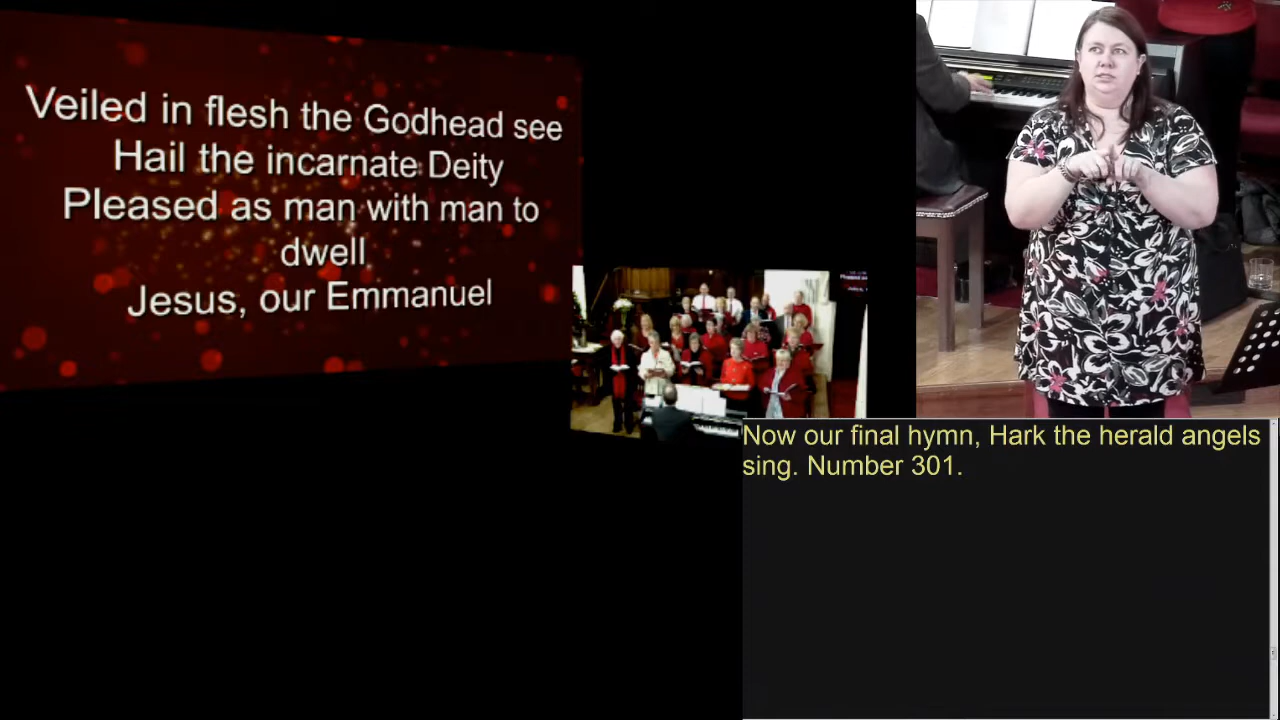 Veiled in flesh the Godhead see
Hail the incarnate Deity
Pleased as man with man to
dwell
Jesus, our Emmanuel
Now our final hymn, Hark the herald angels
sing. Number 301.